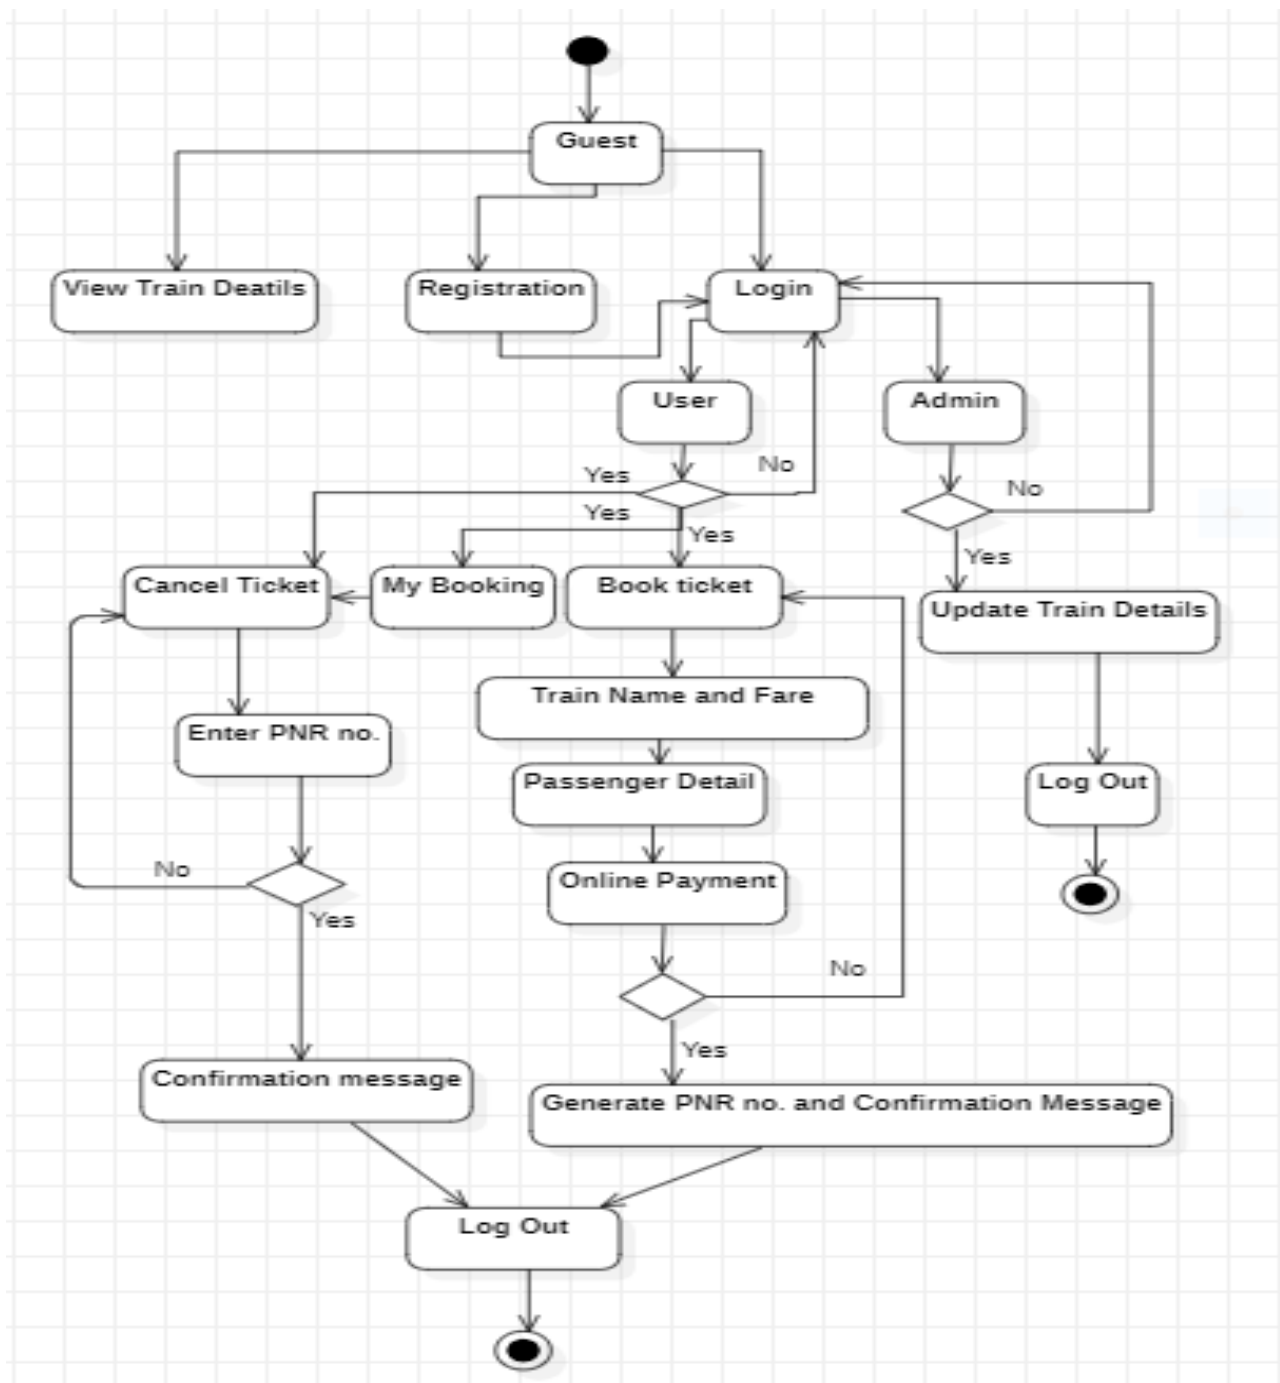 Guest
View Train Deatils
Registration
Login
User
Admin
Yes
No
No
Yes
Yes
Yes
Cancel Ticket
My Booking
Book ticket
Update Train Details
Train Name and Fare
Enter PNR no.
Passenger Detail
Log Out
No
Online Payment
Yes
No
Yes
Confirmation message
Generate PNR no. and Confirmation Message
Log Out